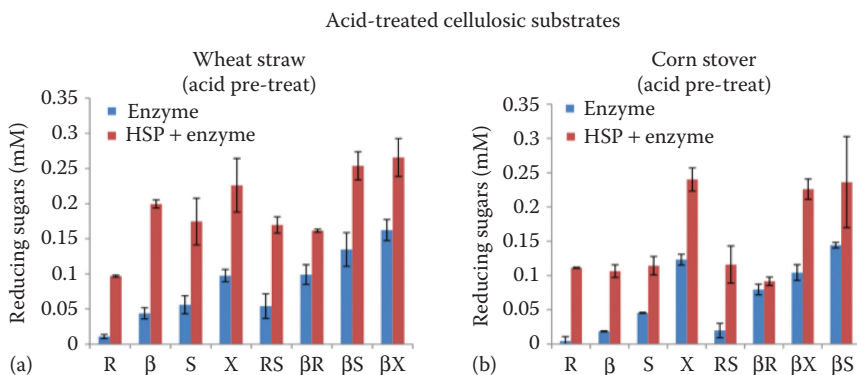 Acid-treated cellulosic substrates
Wheat straw
(acid pre-treat)
0.35
0.3
0.25
0.2
0.15
0.1
0.05
0
Reducing sugars (mM)
Enzyme
HSP + enzyme
(a) R β S X RS βR βS βX
Corn stover
(acid pre-treat)
0.35
0.3
0.25
0.2
0.15
0.1
0.05
0
Reducing sugars (mM)
Enzyme
HSP + enzyme
(b) R β S X RS βR βX βS